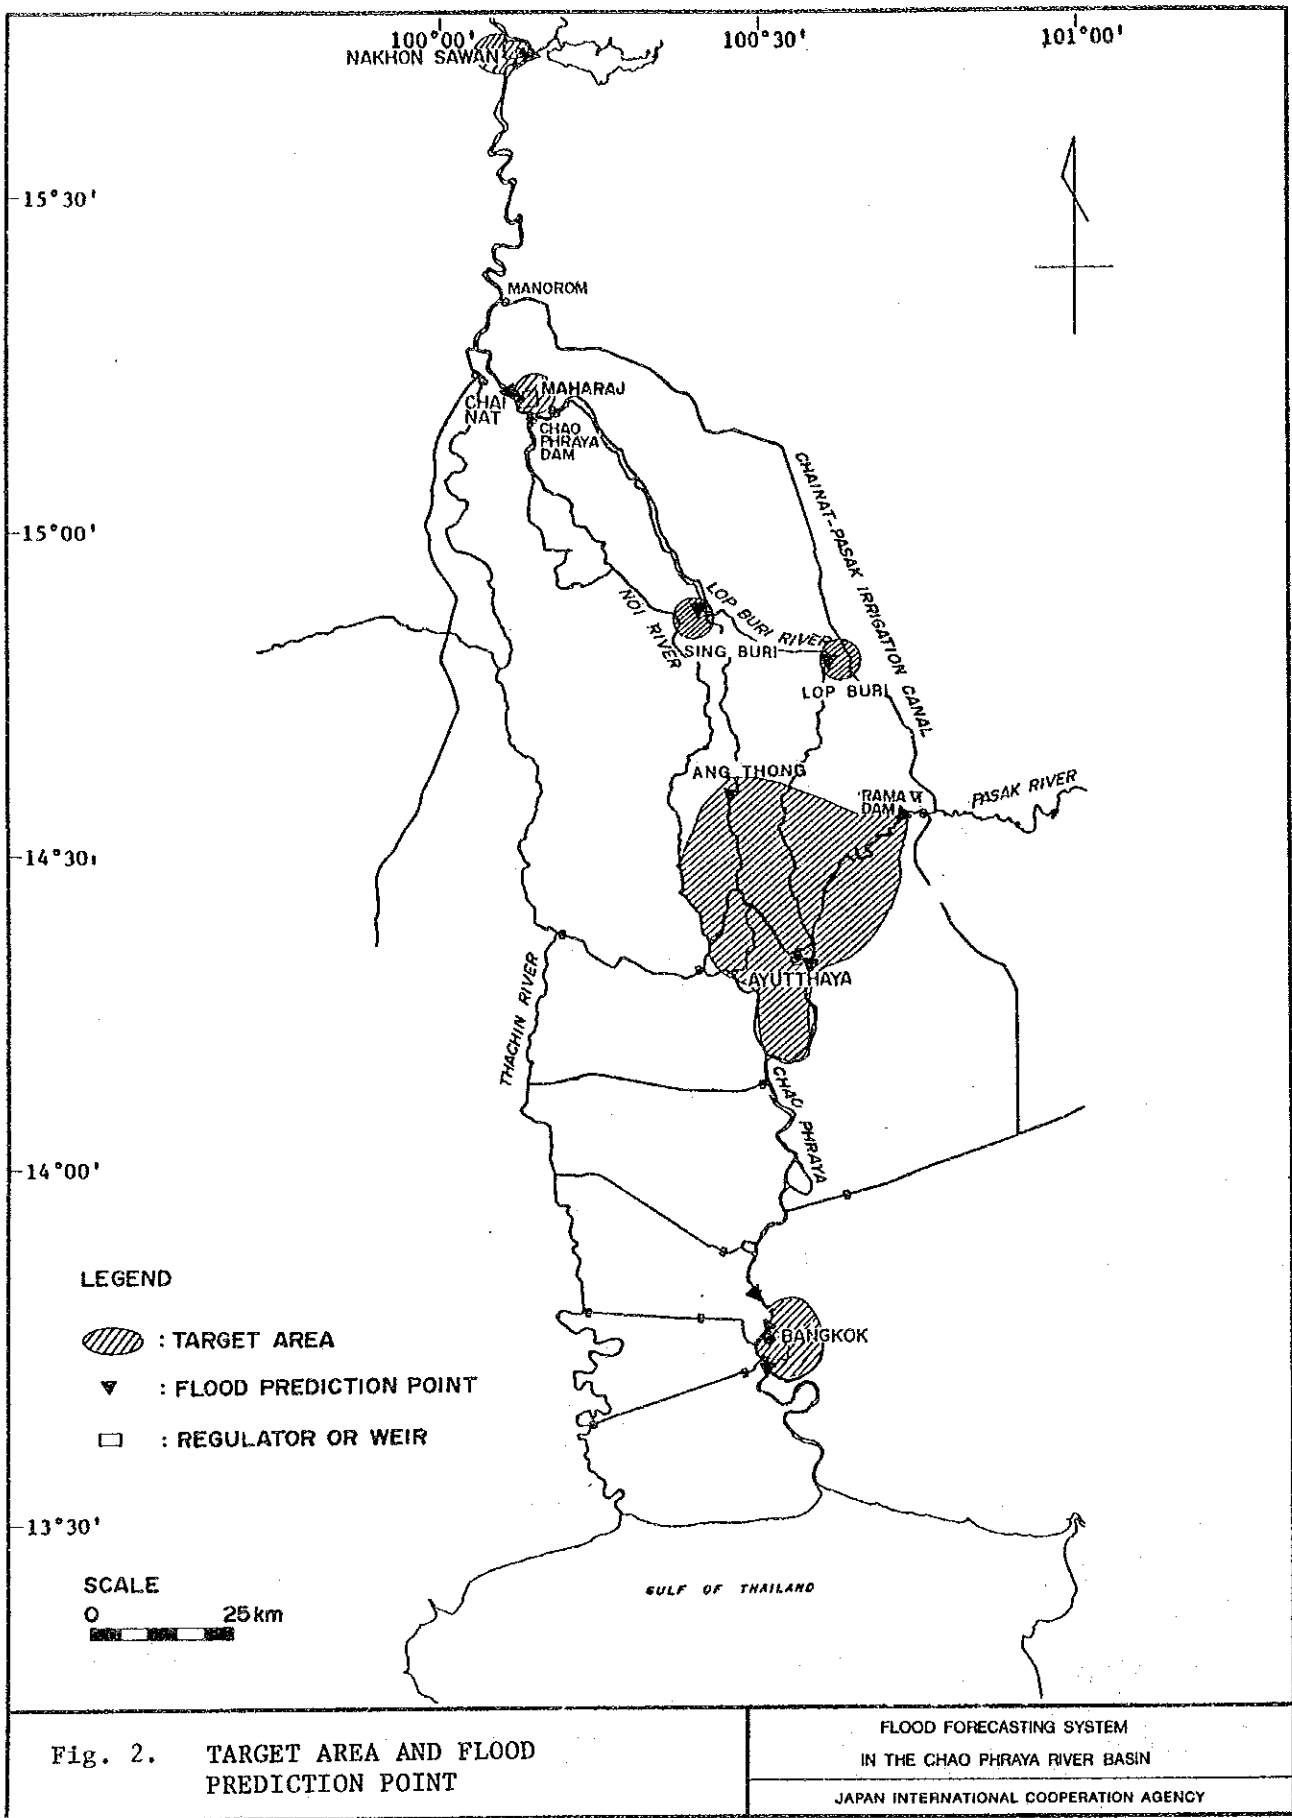 100°00'
100°30'
101°00'
NAKHON SAWAN
15°30'
MANOROM
MAHARAJ
CHAI
NAT
CHAO
PHRAYA
DAM
CHAINAT-PASAK IRRIGATION CANAL
15°00'
NOI RIVER
LOP BURI RIVER
SING BURI
LOP BURI
ANG THONG
RAMA VI
DAM
PASAK RIVER
14°30'
AYUTTHAYA
THACHIN RIVER
CHAO PHRAYA
14°00'
LEGEND
: TARGET AREA
: FLOOD PREDICTION POINT
: REGULATOR OR WEIR
BANGKOK
13°30'
SCALE
0 25km
GULF OF THAILAND
Fig. 2. TARGET AREA AND FLOOD
PREDICTION POINT
FLOOD FORECASTING SYSTEM
IN THE CHAO PHRAYA RIVER BASIN
JAPAN INTERNATIONAL COOPERATION AGENCY